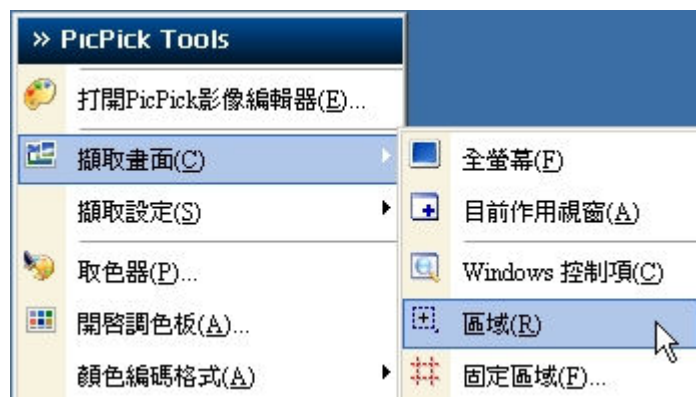 » PicPick Tools
打開PicPick影像編輯器(E)...
擷取畫面(C)
擷取設定(S)
取色器(P)...
開啓調色板(A)...
顏色編碼格式(A)
全螢幕(F)
目前作用視窗(A)
Windows 控制項(C)
區域(R)
固定區域(F)...